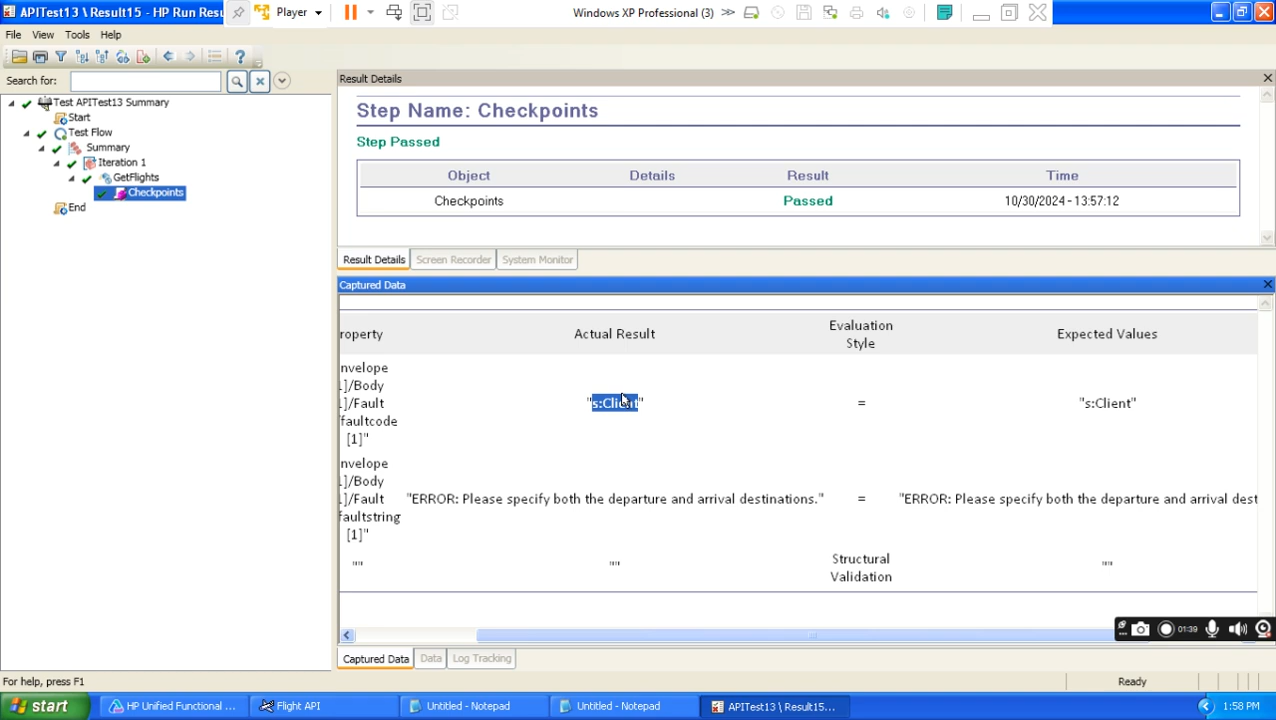 APITest13 \ Result15 - HP Run Resu
Player
Windows XP Professional (3)
File View Tools Help
Search for:
Test APITest13 Summary
Start
Test Flow
Summary
Iteration 1
GetFlights
Checkpoints
End
Result Details
Step Name: Checkpoints
Step Passed
Object Details Result Time
Checkpoints Passed 10/30/2024 - 13:57:12
Result Details Screen Recorder System Monitor
Captured Data
roperty Actual Result Evaluation Style Expected Values
nvelope
1]/Body
1]/Fault "s:Client" = "s:Client"
faultcode
[1]"
nvelope
1]/Body
1]/Fault "ERROR: Please specify both the departure and arrival destinations." = "ERROR: Please specify both the departure and arrival dest
faultstring
[1]"
"" "" Structural Validation ""
01:39
Captured Data Data Log Tracking
For help, press F1 Ready
start HP Unified Functional ... Flight API Untitled - Notepad Untitled - Notepad APITest13 \ Result15... 1:58 PM